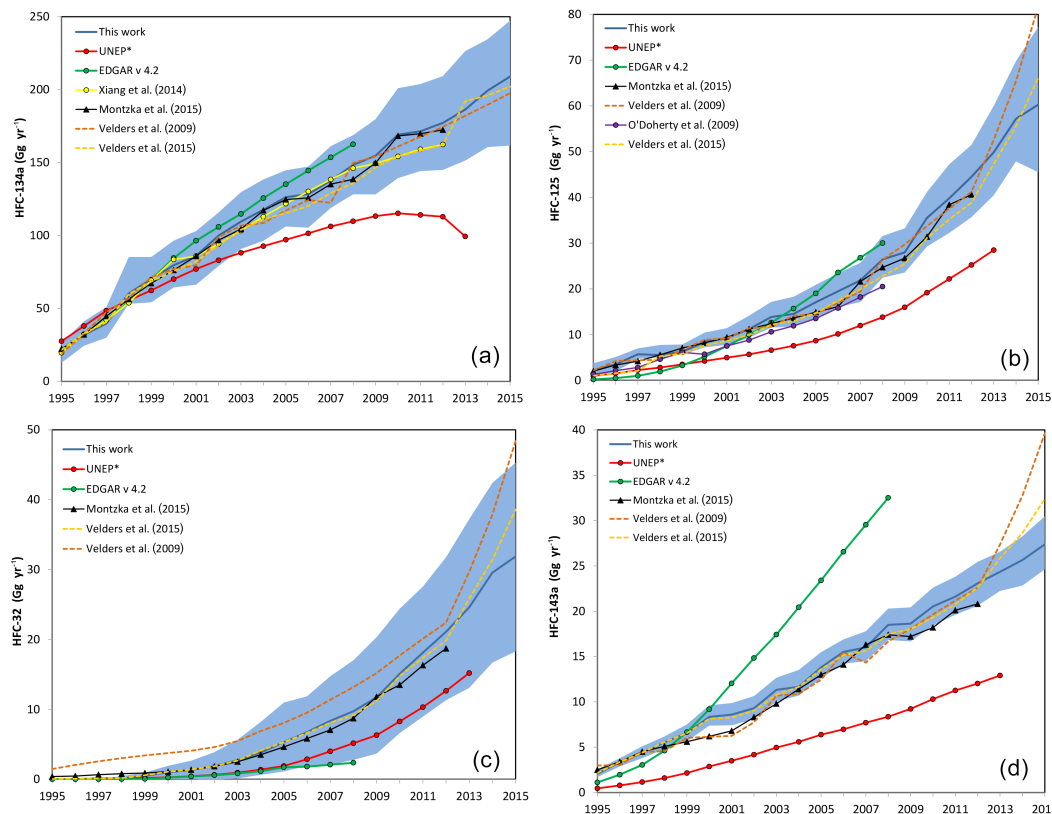 250
200
150
100
50
0
HFC-134a (Gg yr⁻¹)
This work
UNEP*
EDGAR v 4.2
Xiang et al. (2014)
Montzka et al. (2015)
Velders et al. (2009)
Velders et al. (2015)
(a)
1995 1997 1999 2001 2003 2005 2007 2009 2011 2013 2015
80
70
60
50
40
30
20
10
0
HFC-125 (Gg yr⁻¹)
This work
UNEP*
EDGAR v 4.2
Montzka et al. (2015)
Velders et al. (2009)
O'Doherty et al. (2009)
Velders et al. (2015)
(b)
1995 1997 1999 2001 2003 2005 2007 2009 2011 2013 2015
50
40
30
20
10
0
HFC-32 (Gg yr⁻¹)
This work
UNEP*
EDGAR v 4.2
Montzka et al. (2015)
Velders et al. (2015)
Velders et al. (2009)
(c)
1995 1997 1999 2001 2003 2005 2007 2009 2011 2013 2015
40
35
30
25
20
15
10
5
0
HFC-143a (Gg yr⁻¹)
This work
UNEP*
EDGAR v 4.2
Montzka et al. (2015)
Velders et al. (2009)
Velders et al. (2015)
(d)
1995 1997 1999 2001 2003 2005 2007 2009 2011 2013 201